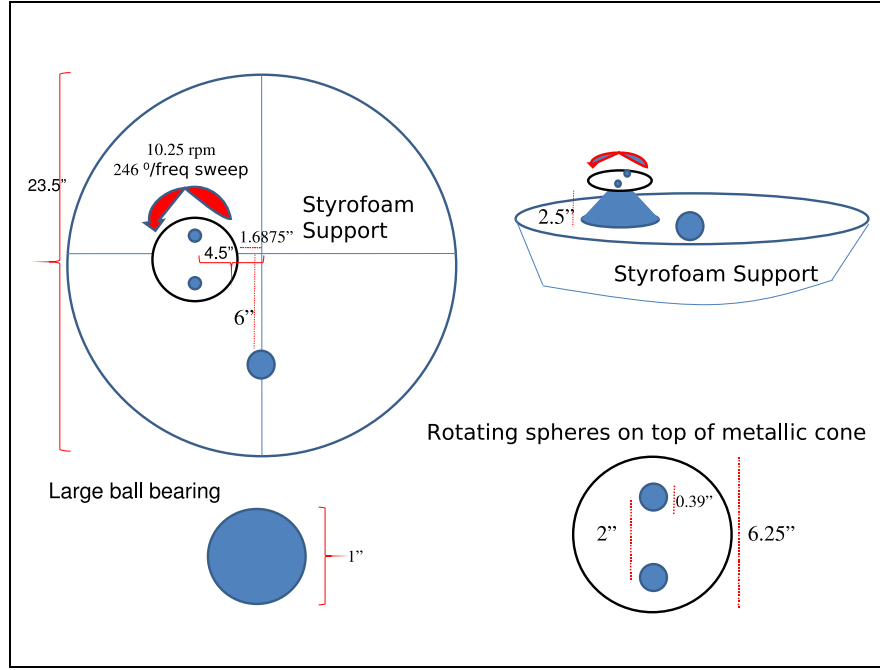 10.25 rpm
246 º/freq sweep
23.5”
Styrofoam
Support
1.6875”
4.5”
6”
2.5”
Styrofoam Support
Rotating spheres on top of metallic cone
Large ball bearing
1”
0.39”
2”
6.25”